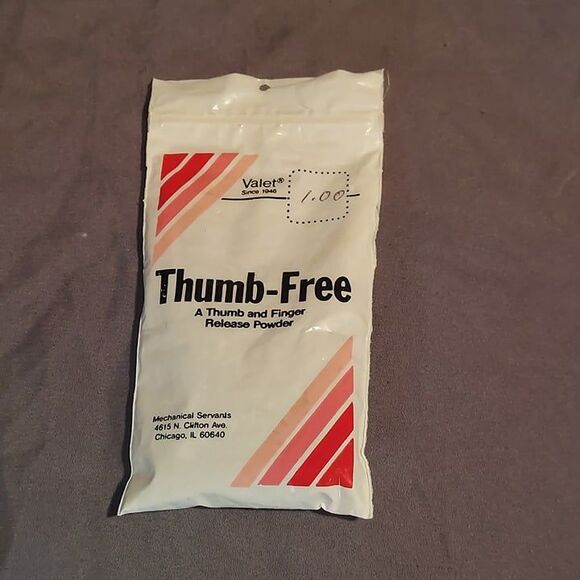 Valet®
Since 1946
1.00
Thumb-Free
A Thumb and Finger
Release Powder
Mechanical Servants
4615 N. Clifton Ave.
Chicago, IL 60640